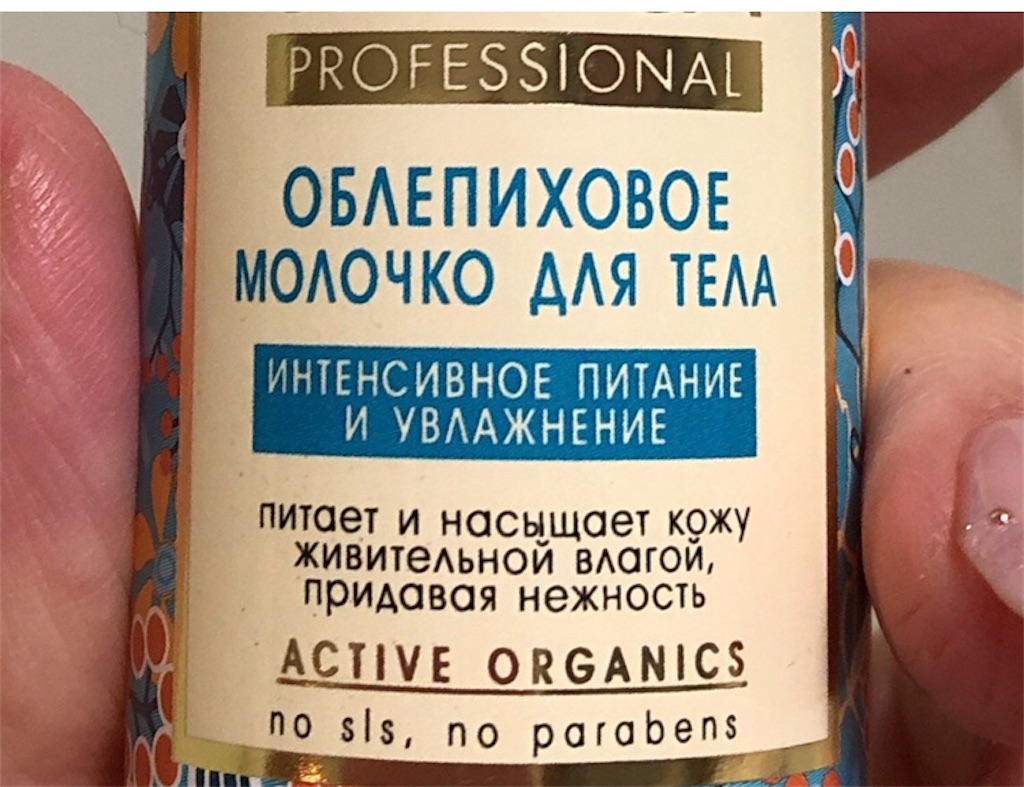 PROFESSIONAL
ОБЛЕПИХОВОЕ
МОЛОЧКО ДЛЯ ТЕЛА
ИНТЕНСИВНОЕ ПИТАНИЕ
И УВЛАЖНЕНИЕ
питает и насыщает кожу
живительной влагой,
придавая нежность
ACTIVE ORGANICS
no sls, no parabens